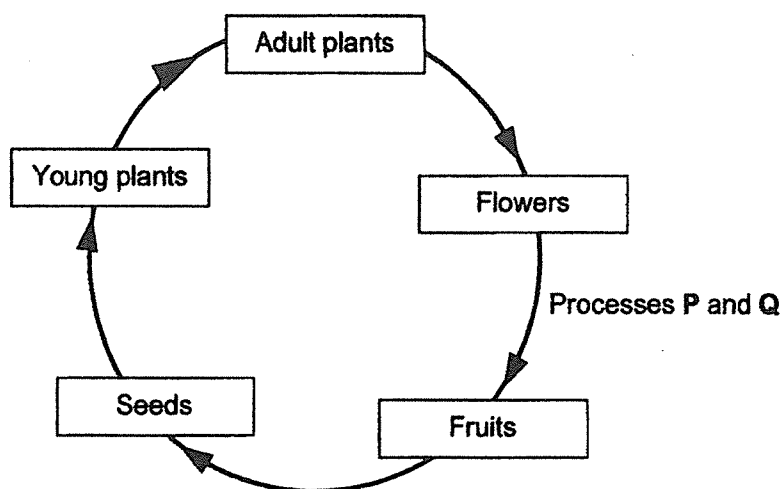 Adult plants
Young plants
Flowers
Processes P and Q
Seeds
Fruits